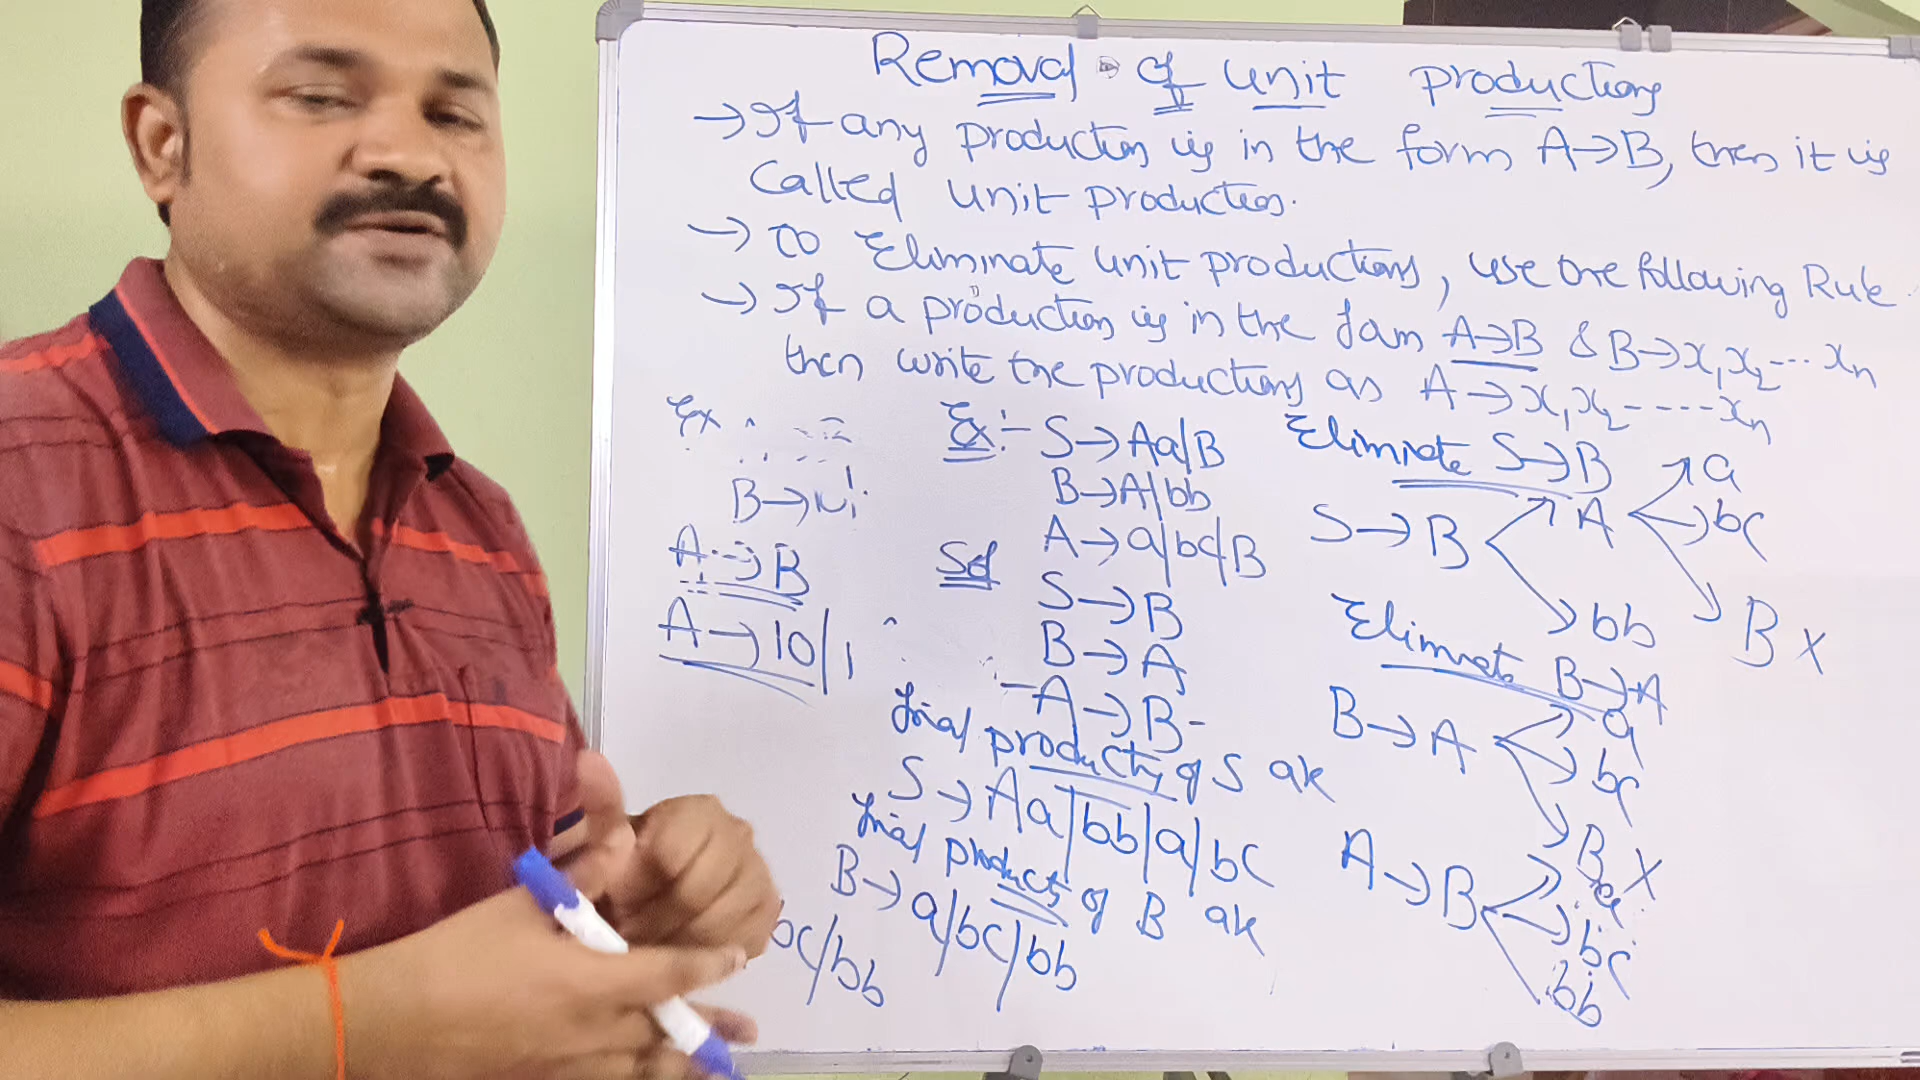 Removal of unit productions
→ If any production is in the form A→B, then it is
called unit production.
→ To Eliminate unit productions, use the following Rule.
→ If a production is in the form A→B & B→x1x2---xn
then write the productions as A→x1x2----xn
Ex
B→
A→B
A→10/1
Ex:- S→Aa/B
B→A/bb
A→a/bc/B
Sol S→B
B→A
A→B
final productions of S are
S→Aa/bb/a/bc
final productions of B are
B→a/bc/bb
bc/bb
Eliminate S→B
S→B
A
bb
a
bc
B x
Eliminate B→A
B→A
a
bc
B x
A→B
a
bc
bb